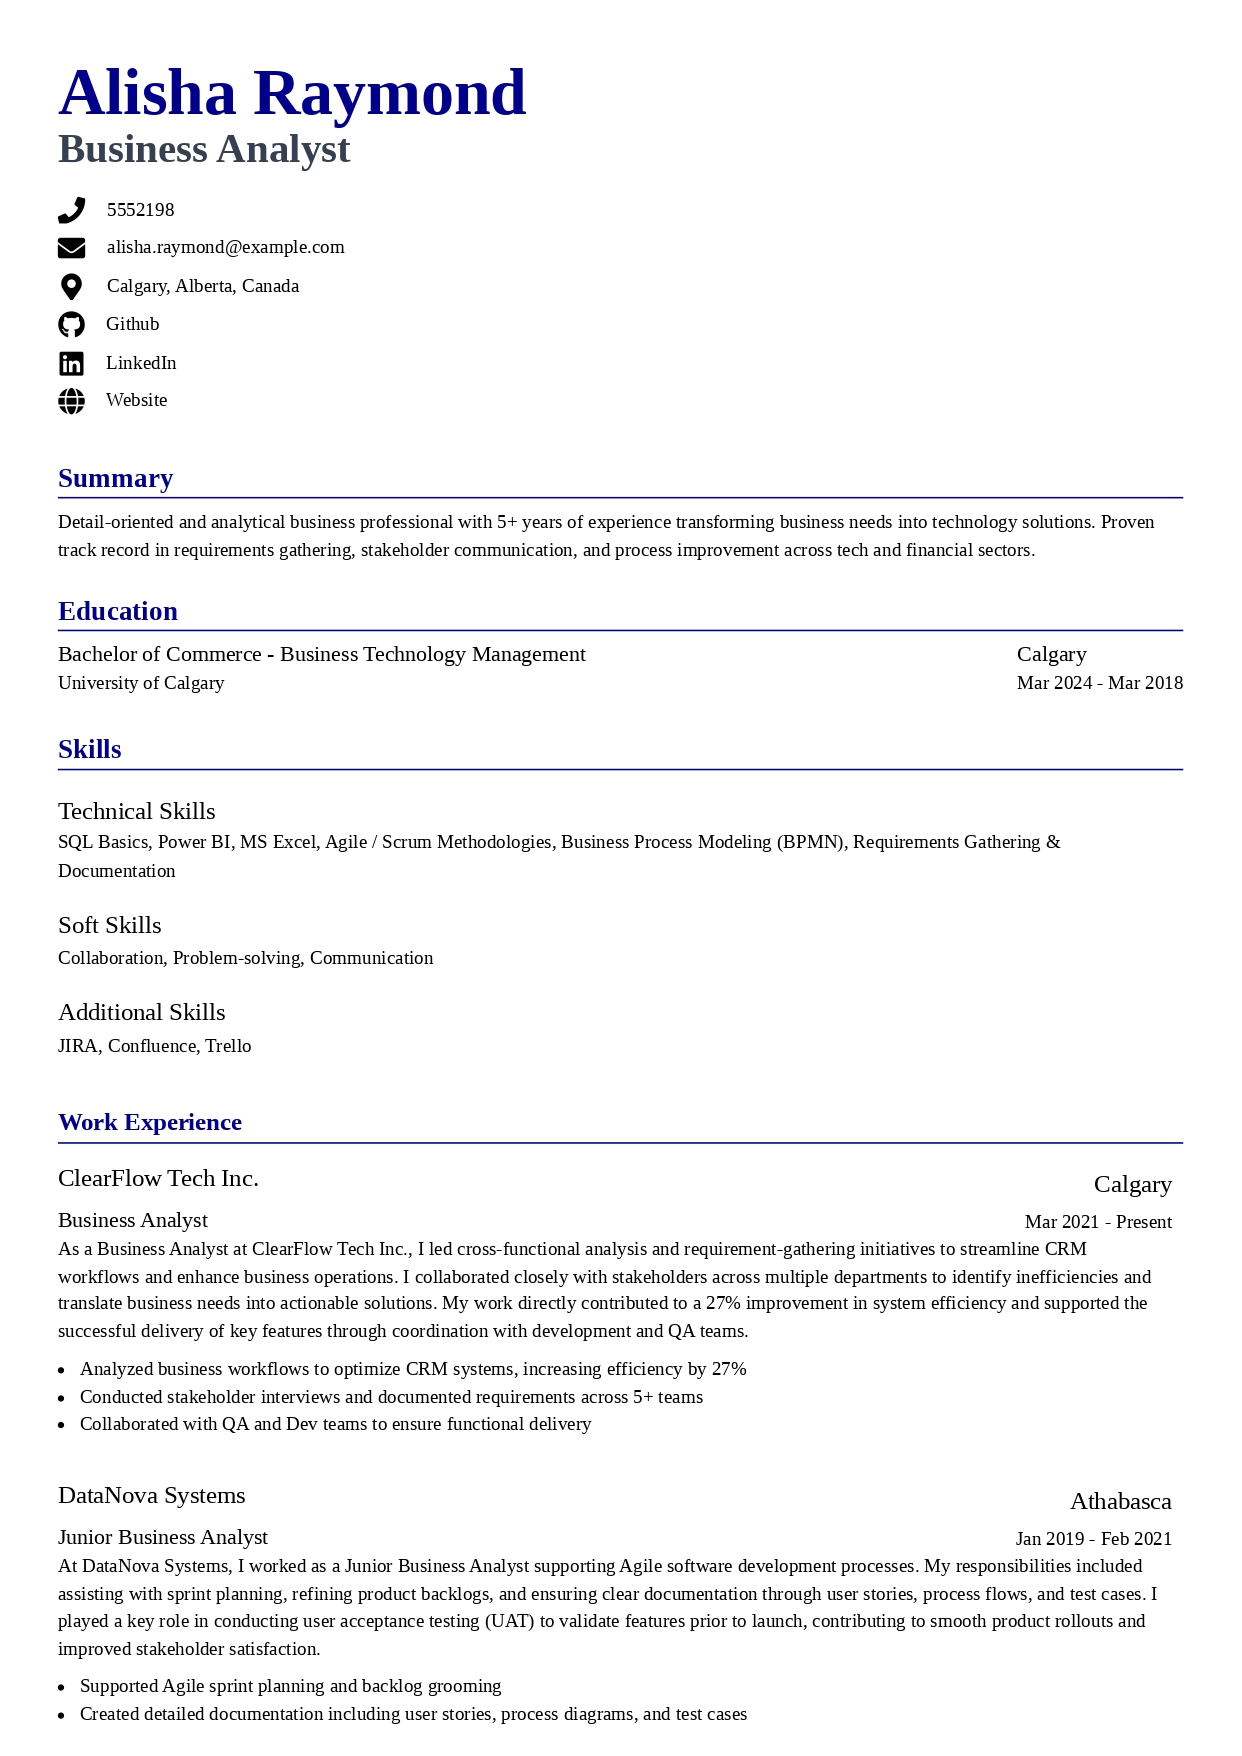 Alisha Raymond
Business Analyst
5552198
alisha.raymond@example.com
Calgary, Alberta, Canada
Github
LinkedIn
Website
Summary
Detail-oriented and analytical business professional with 5+ years of experience transforming business needs into technology solutions. Proven
track record in requirements gathering, stakeholder communication, and process improvement across tech and financial sectors.
Education
Bachelor of Commerce - Business Technology Management
Calgary
University of Calgary
Mar 2024 - Mar 2018
Skills
Technical Skills
SQL Basics, Power BI, MS Excel, Agile / Scrum Methodologies, Business Process Modeling (BPMN), Requirements Gathering &
Documentation
Soft Skills
Collaboration, Problem-solving, Communication
Additional Skills
JIRA, Confluence, Trello
Work Experience
ClearFlow Tech Inc.
Calgary
Business Analyst
Mar 2021 - Present
As a Business Analyst at ClearFlow Tech Inc., I led cross-functional analysis and requirement-gathering initiatives to streamline CRM
workflows and enhance business operations. I collaborated closely with stakeholders across multiple departments to identify inefficiencies and
translate business needs into actionable solutions. My work directly contributed to a 27% improvement in system efficiency and supported the
successful delivery of key features through coordination with development and QA teams.
• Analyzed business workflows to optimize CRM systems, increasing efficiency by 27%
• Conducted stakeholder interviews and documented requirements across 5+ teams
• Collaborated with QA and Dev teams to ensure functional delivery
DataNova Systems
Athabasca
Junior Business Analyst
Jan 2019 - Feb 2021
At DataNova Systems, I worked as a Junior Business Analyst supporting Agile software development processes. My responsibilities included
assisting with sprint planning, refining product backlogs, and ensuring clear documentation through user stories, process flows, and test cases. I
played a key role in conducting user acceptance testing (UAT) to validate features prior to launch, contributing to smooth product rollouts and
improved stakeholder satisfaction.
• Supported Agile sprint planning and backlog grooming
• Created detailed documentation including user stories, process diagrams, and test cases